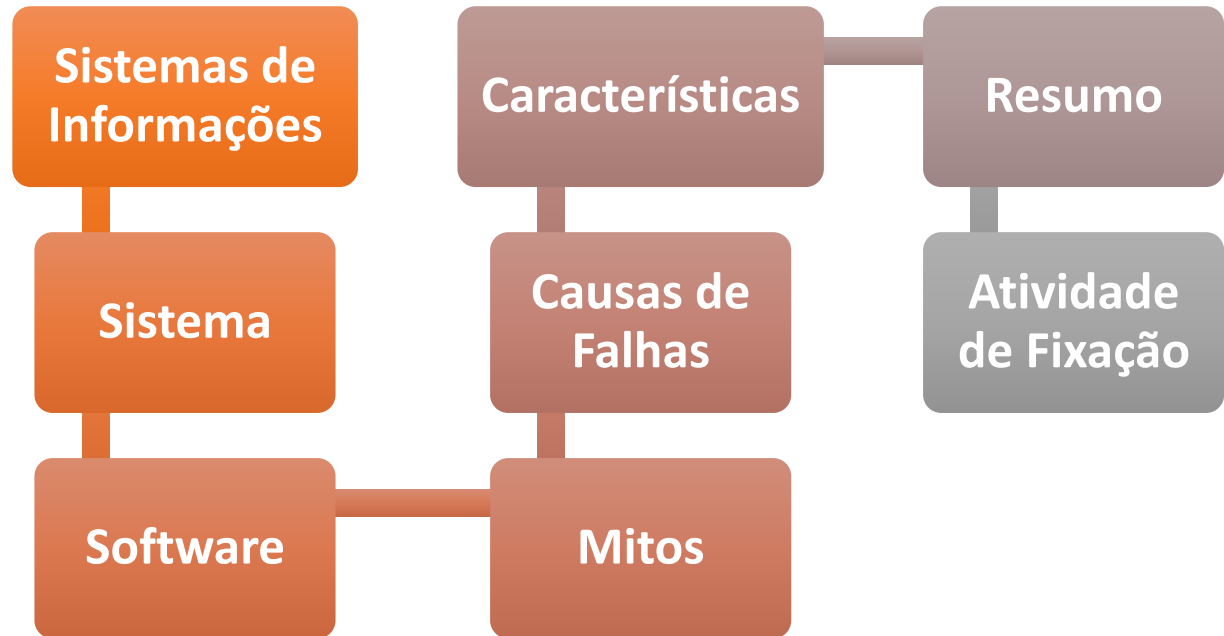 Sistemas de
Informações
Sistema
Software
Mitos
Causas de
Falhas
Características
Resumo
Atividade
de Fixação